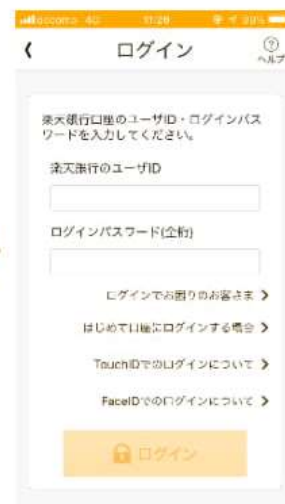 docomo 4G 11:26 99%
ログイン
ヘルプ
楽天銀行口座のユーザID・ログインパス
ワードを入力してください。
楽天銀行のユーザID
ログインパスワード(全桁)
ログインでお困りのお客さま
はじめて口座にログインする場合
TouchIDでのログインについて
FaceIDでのログインについて
ログイン